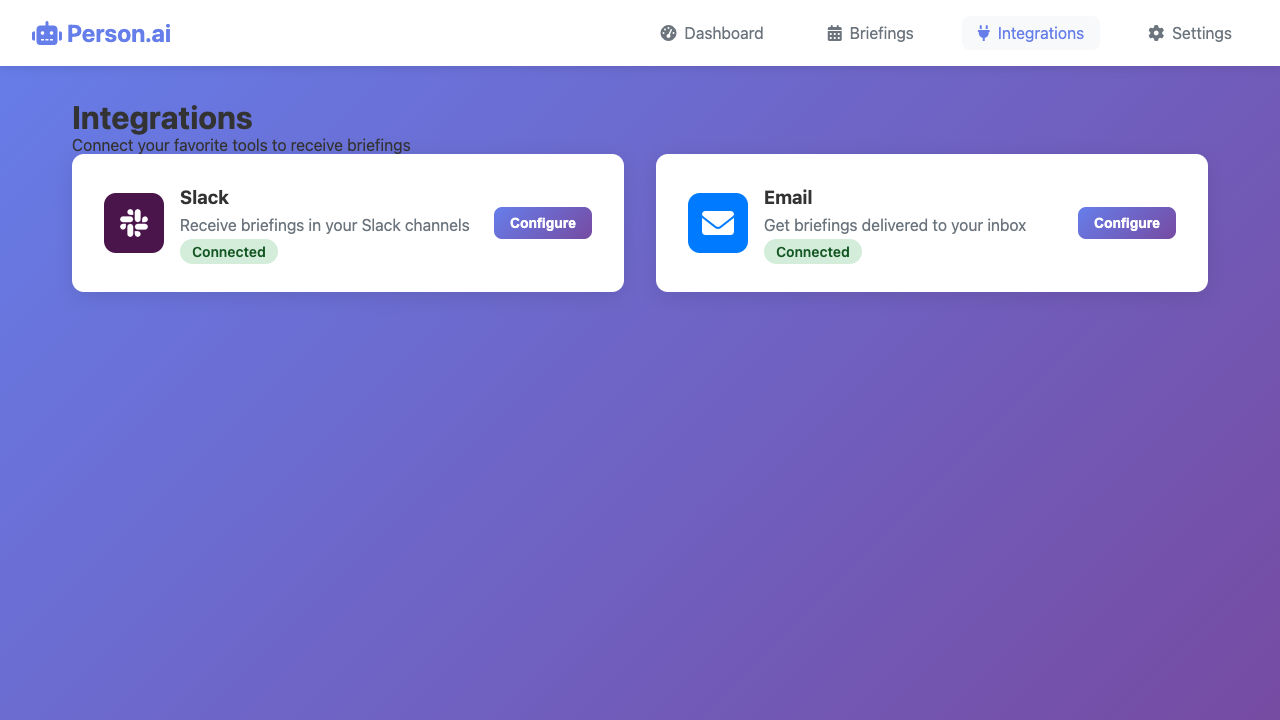 Person.ai
Dashboard
Briefings
Integrations
Settings
Integrations
Connect your favorite tools to receive briefings
Slack
Receive briefings in your Slack channels
Connected
Configure
Email
Get briefings delivered to your inbox
Connected
Configure